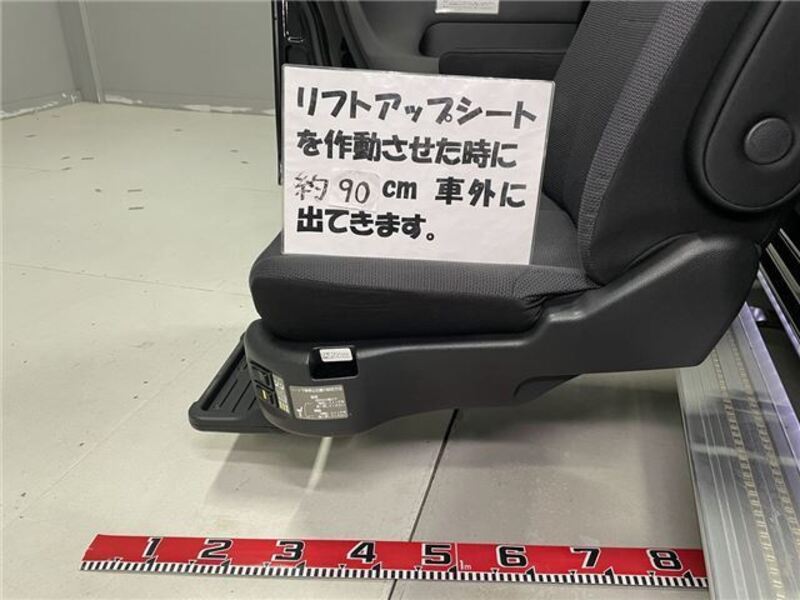 リフトアップシート
を作動させた時に
約90cm 車外に
出てきます。
1 2 3 4 5 1m 6 7 8